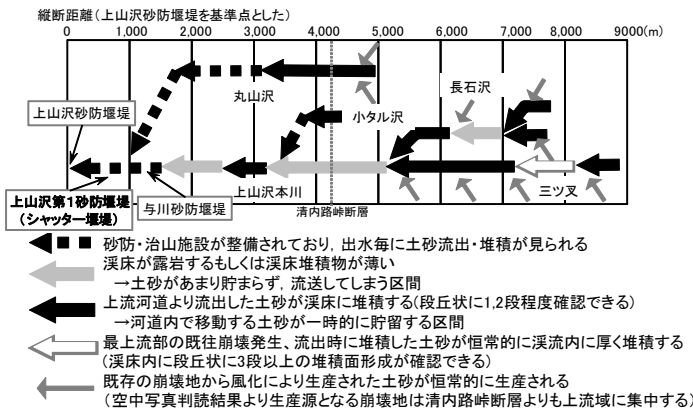 縦断距離(上山沢砂防堰堤を基準点とした)
0 1,000 2,000 3,000 4,000 5,000 6,000 7,000 8,000 9000(m)
長石沢
丸山沢
小タル沢
上山沢砂防堰堤
上山沢第1砂防堰堤
(シャッター堰堤)
与川砂防堰堤
上山沢本川
清内路峠断層
三ツ叉
砂防・治山施設が整備されており,出水毎に土砂流出・堆積が見られる
渓床が露岩するもしくは渓床堆積物が薄い
→土砂があまり貯まらず,流送してしまう区間
上流河道より流出した土砂が渓床に堆積する(段丘状に1,2段程度確認できる)
→河道内で移動する土砂が一時的に貯留する区間
最上流部の既往崩壊発生、流出時に堆積した土砂が恒常的に渓流内に厚く堆積する
(渓床内に段丘状に3段以上の堆積面形成が確認できる)
既存の崩壊地から風化により生産された土砂が恒常的に生産される
(空中写真判読結果より生産源となる崩壊地は清内路峠断層よりも上流域に集中する)